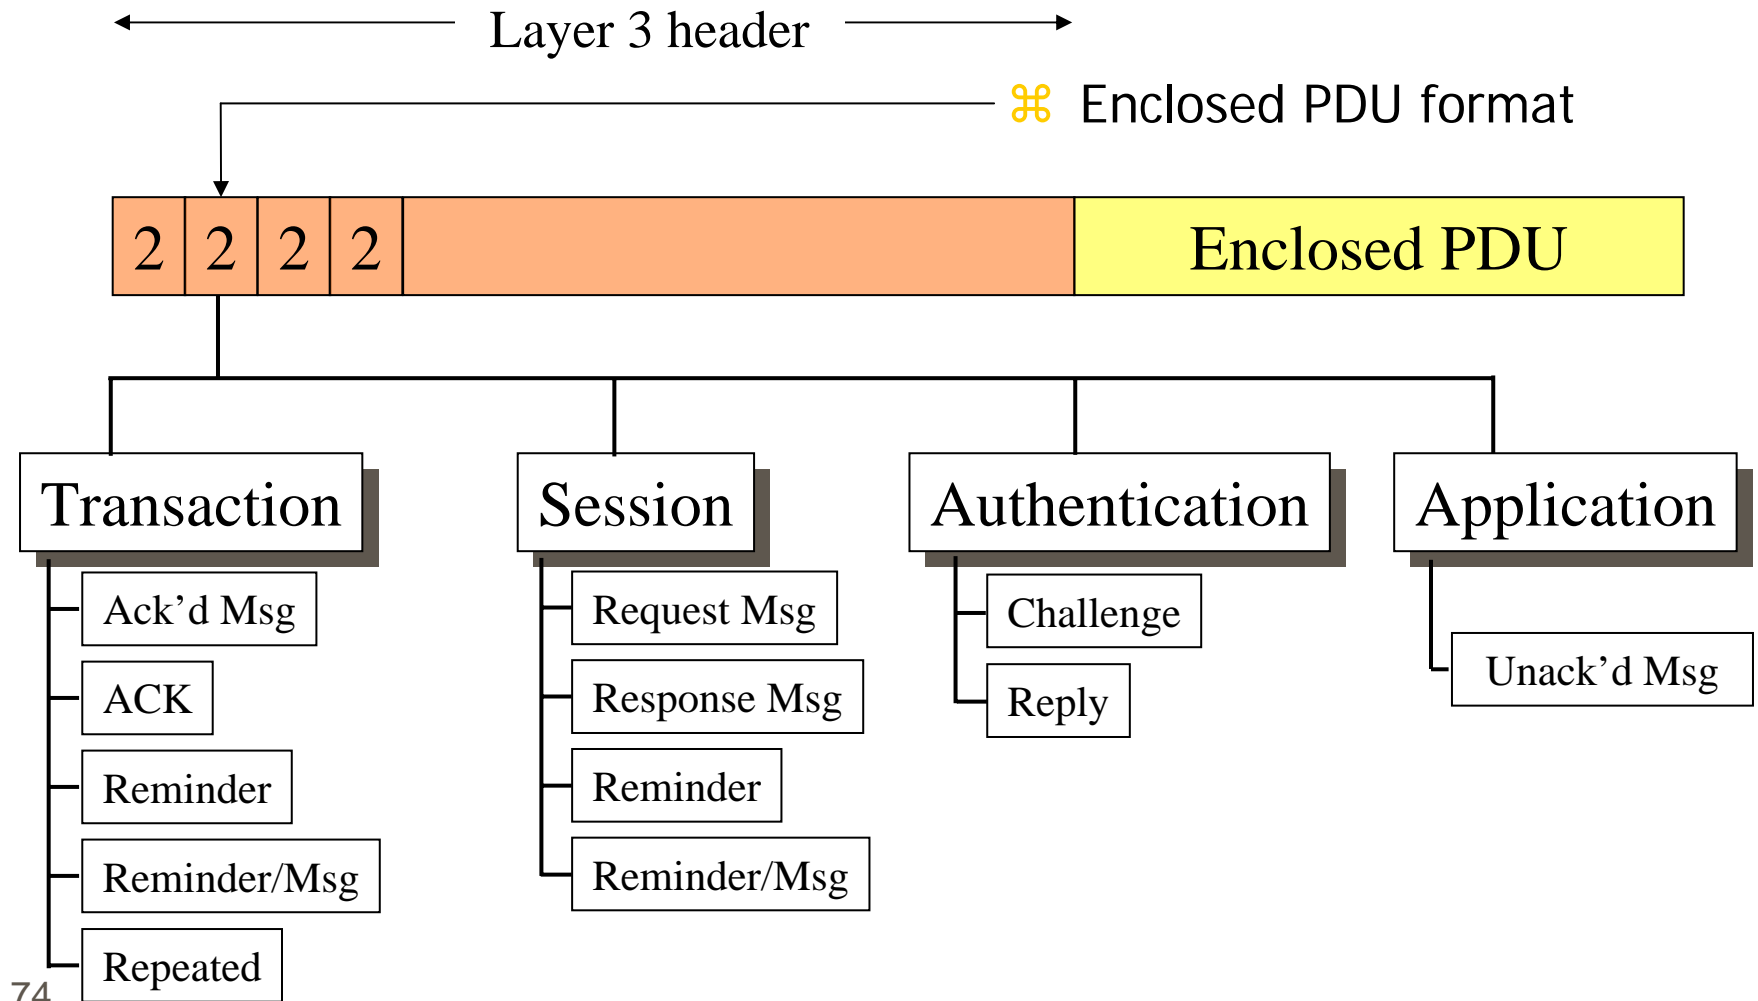 Layer 3 header
⌘ Enclosed PDU format
2 2 2 2 Enclosed PDU
Transaction
Ack’d Msg
ACK
Reminder
Reminder/Msg
Repeated
Session
Request Msg
Response Msg
Reminder
Reminder/Msg
Authentication
Challenge
Reply
Application
Unack’d Msg
74